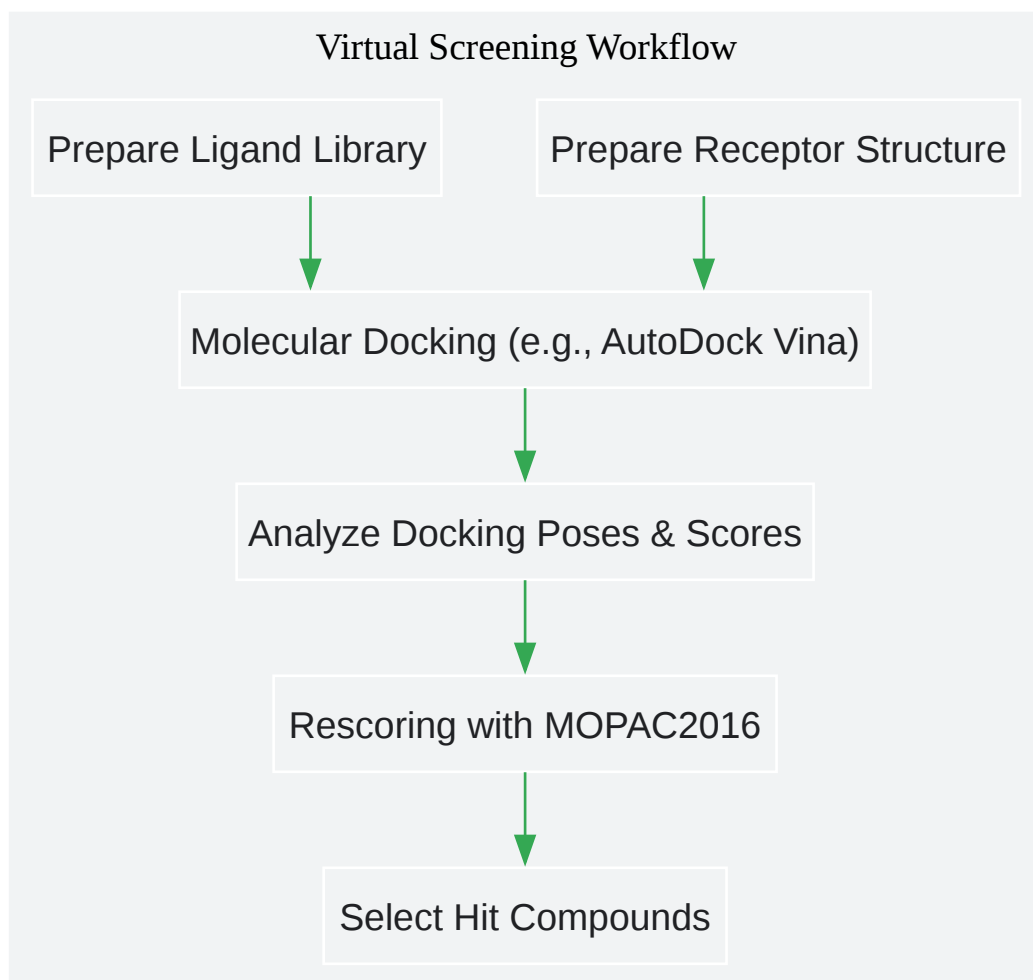 Virtual Screening Workflow
Prepare Ligand Library
Prepare Receptor Structure
Molecular Docking (e.g., AutoDock Vina)
Analyze Docking Poses & Scores
Rescoring with MOPAC2016
Select Hit Compounds